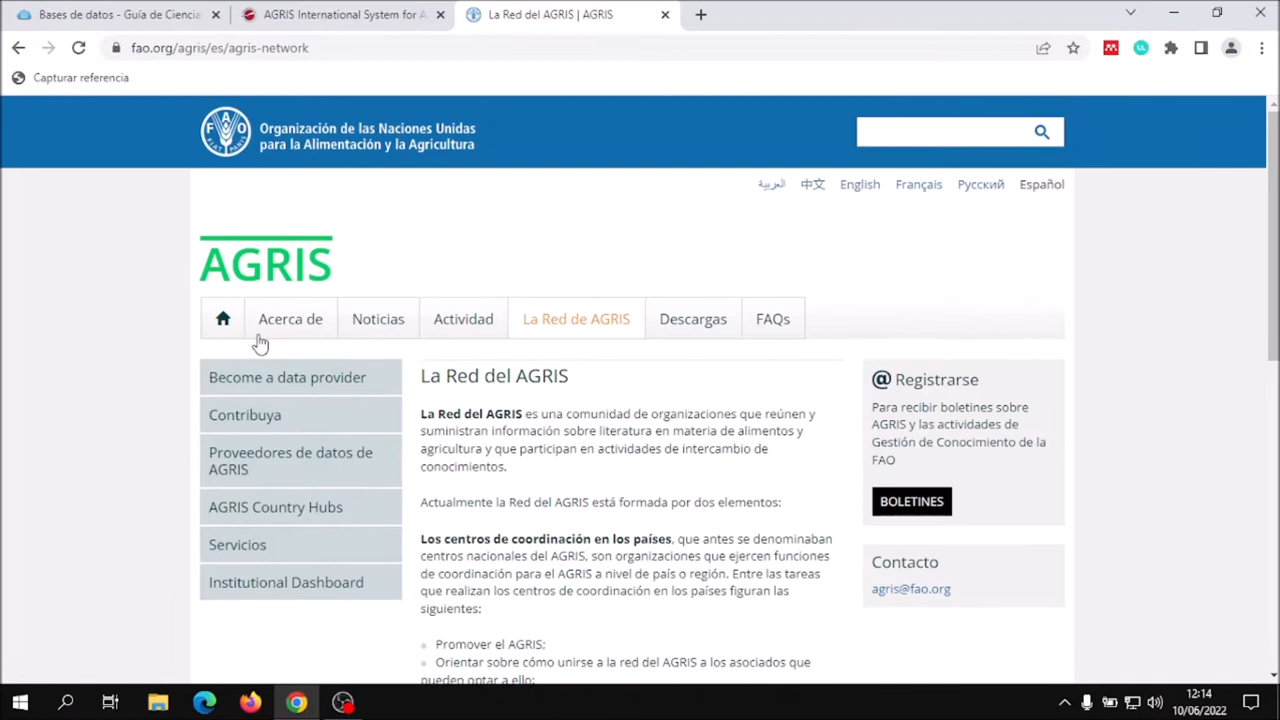 Bases de datos - Guía de Ciencia
AGRIS International System for A
La Red del AGRIS | AGRIS
fao.org/agris/es/agris-network
Capturar referencia
FAO
FIAT PANIS
Organización de las Naciones Unidas
para la Alimentación y la Agricultura
العربية 中文 English Français Русский Español
AGRIS
Acerca de Noticias Actividad La Red de AGRIS Descargas FAQs
Become a data provider
Contribuya
Proveedores de datos de
AGRIS
AGRIS Country Hubs
Servicios
Institutional Dashboard
La Red del AGRIS
La Red del AGRIS es una comunidad de organizaciones que reúnen y
suministran información sobre literatura en materia de alimentos y
agricultura y que participan en actividades de intercambio de
conocimientos.
Actualmente la Red del AGRIS está formada por dos elementos:
Los centros de coordinación en los países, que antes se denominaban
centros nacionales del AGRIS, son organizaciones que ejercen funciones
de coordinación para el AGRIS a nivel de país o región. Entre las tareas
que realizan los centros de coordinación en los países figuran las
siguientes:
Promover el AGRIS;
Orientar sobre cómo unirse a la red del AGRIS a los asociados que
pueden optar a ello;
@ Registrarse
Para recibir boletines sobre
AGRIS y las actividades de
Gestión de Conocimiento de la
FAO
BOLETINES
Contacto
agris@fao.org
12:14
10/06/2022